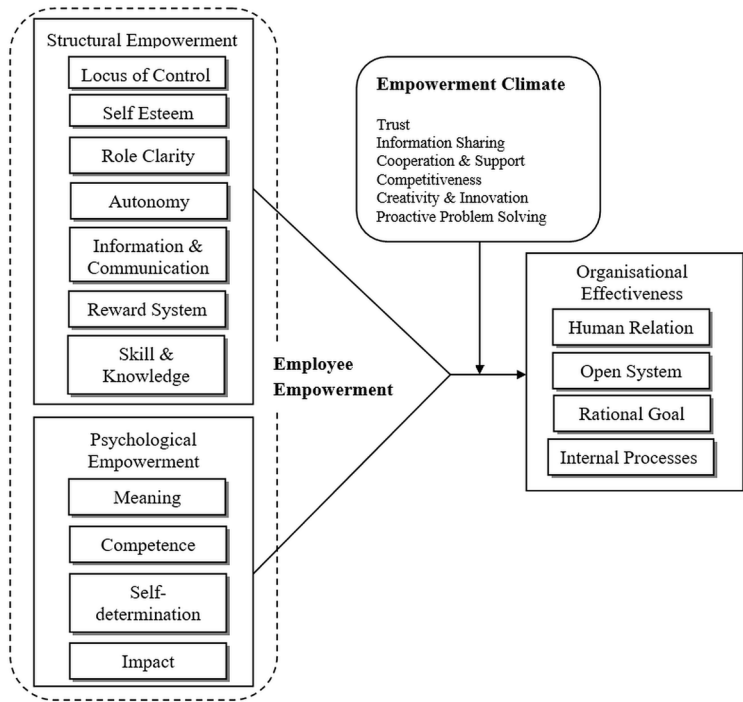 Structural Empowerment
Locus of Control
Self Esteem
Role Clarity
Autonomy
Information &
Communication
Reward System
Skill &
Knowledge
Psychological
Empowerment
Meaning
Competence
Self-
determination
Impact
Employee
Empowerment
Empowerment Climate
Trust
Information Sharing
Cooperation & Support
Competitiveness
Creativity & Innovation
Proactive Problem Solving
Organisational
Effectiveness
Human Relation
Open System
Rational Goal
Internal Processes